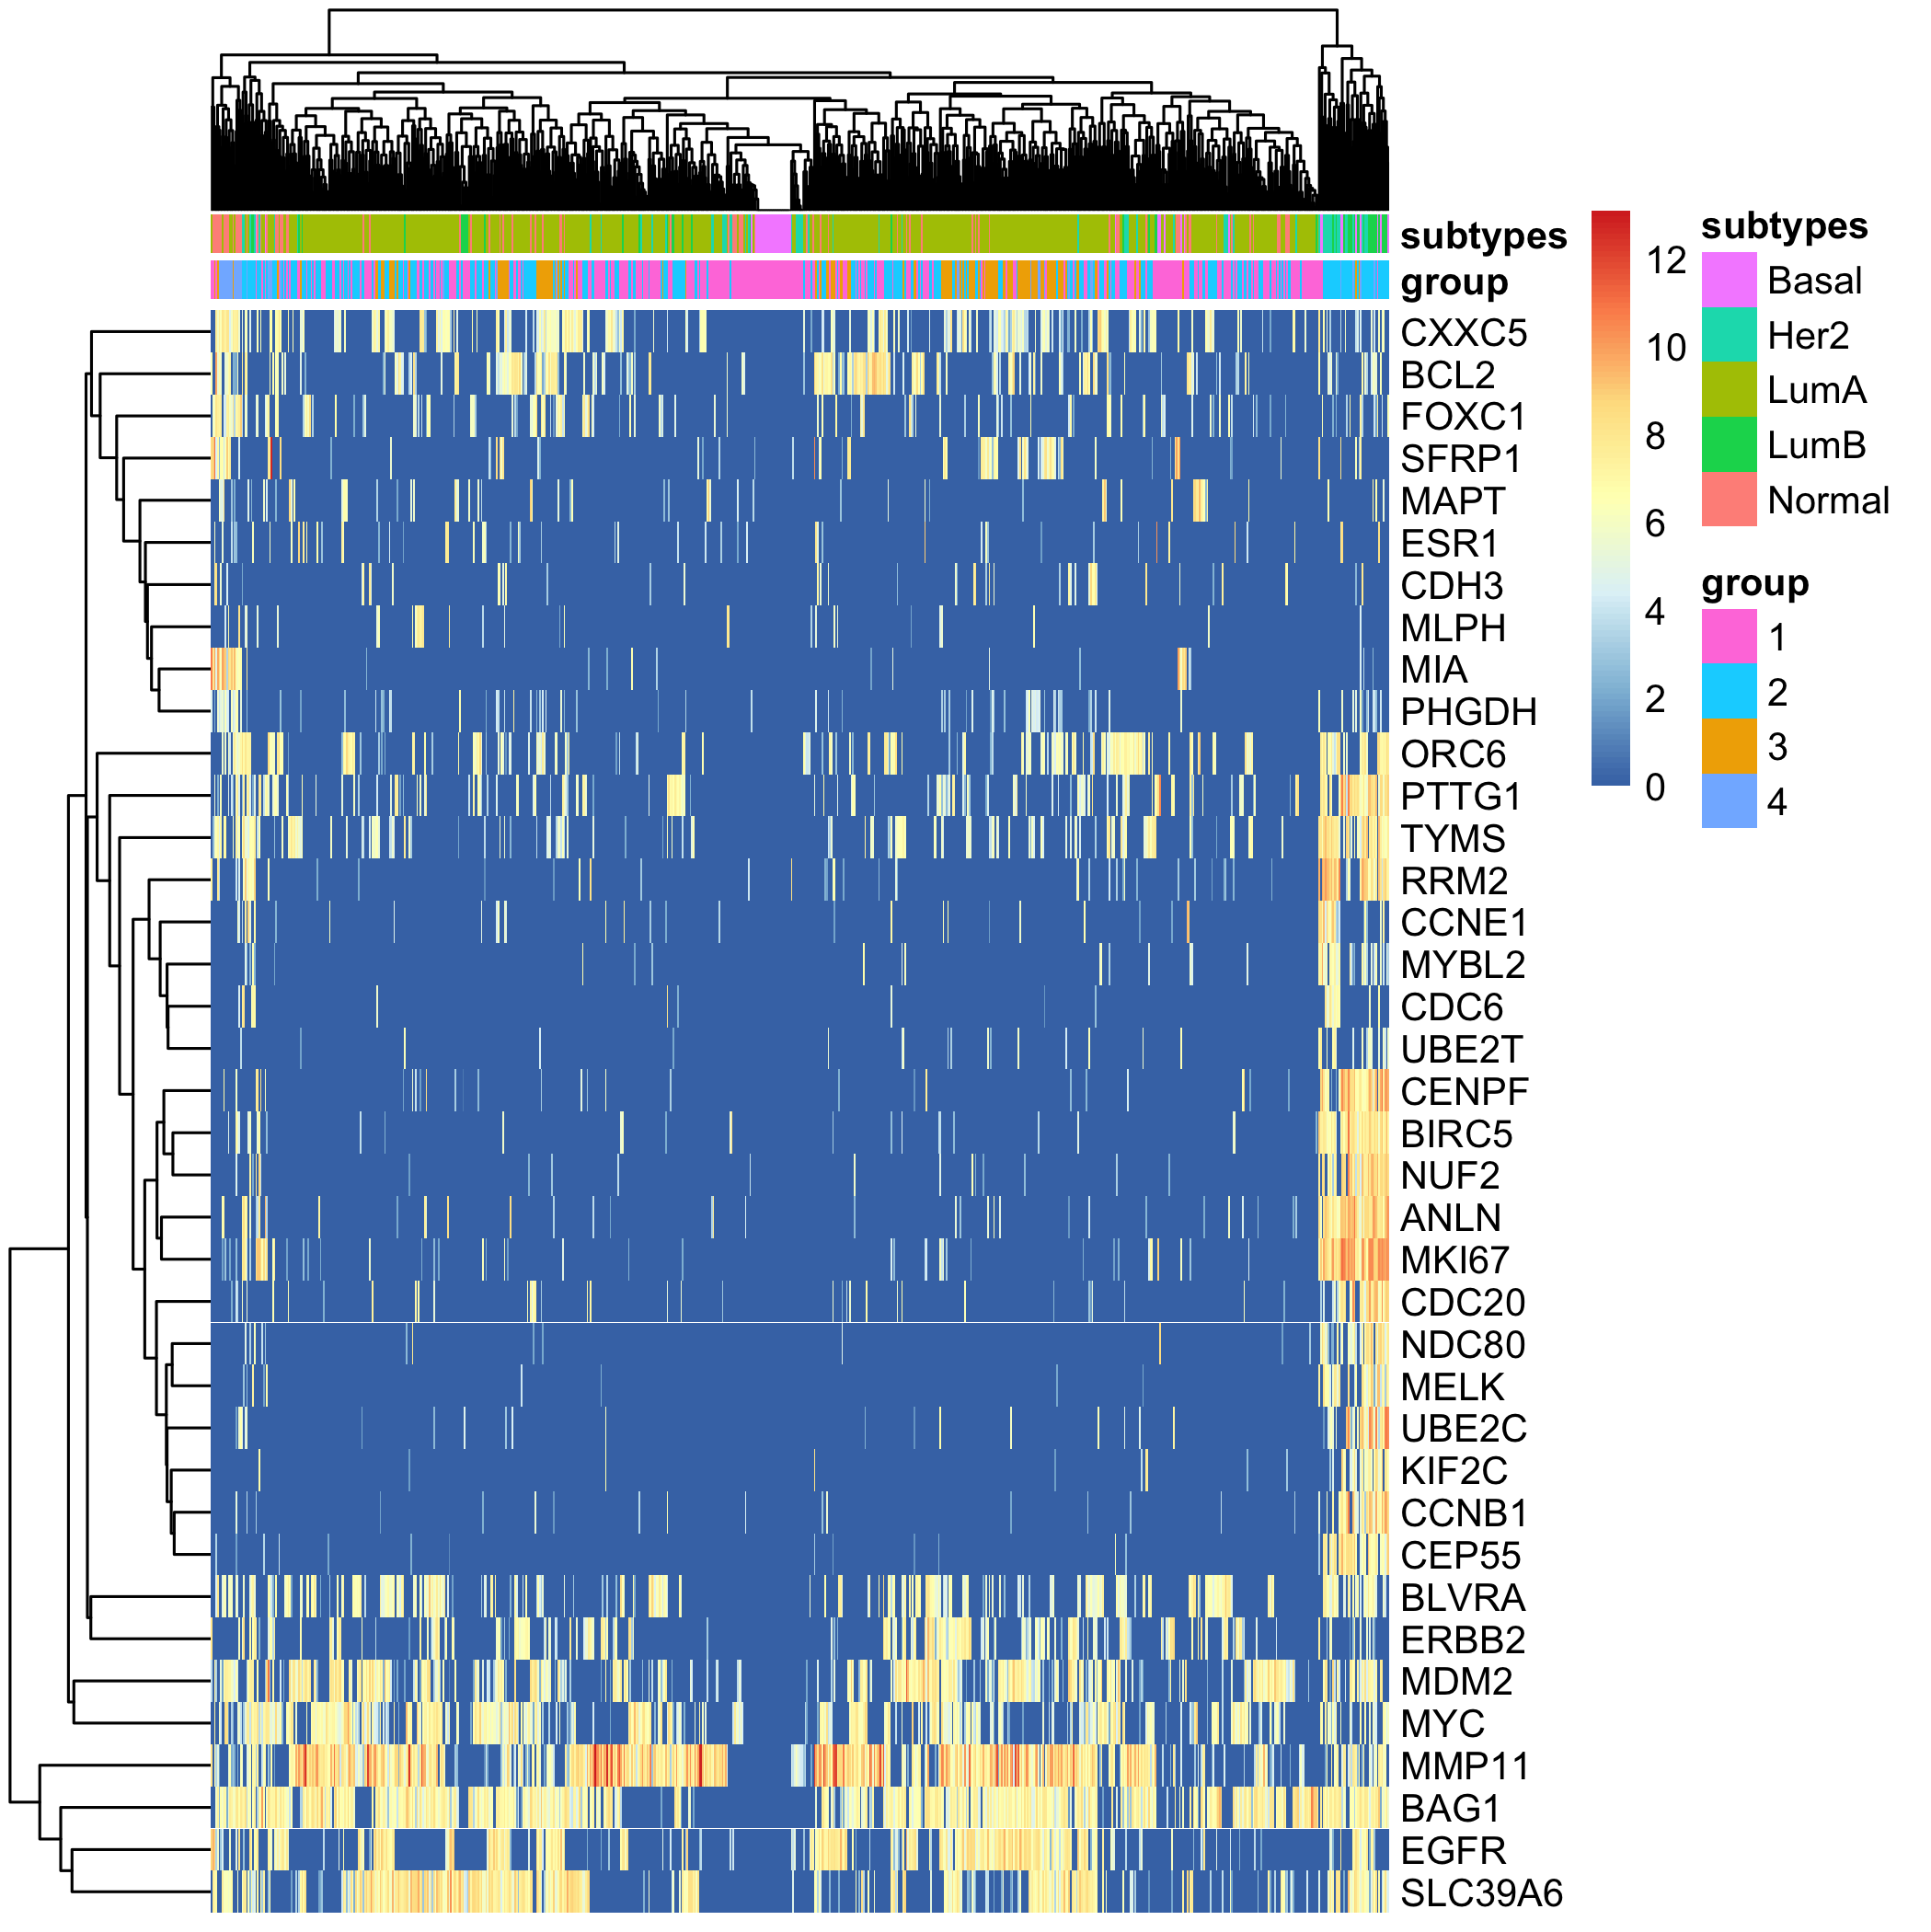 subtypes
group
CXXC5
BCL2
FOXC1
SFRP1
MAPT
ESR1
CDH3
MLPH
MIA
PHGDH
ORC6
PTTG1
TYMS
RRM2
CCNE1
MYBL2
CDC6
UBE2T
CENPF
BIRC5
NUF2
ANLN
MKI67
CDC20
NDC80
MELK
UBE2C
KIF2C
CCNB1
CEP55
BLVRA
ERBB2
MDM2
MYC
MMP11
BAG1
EGFR
SLC39A6
12
10
8
6
4
2
0
subtypes
Basal
Her2
LumA
LumB
Normal
group
1
2
3
4